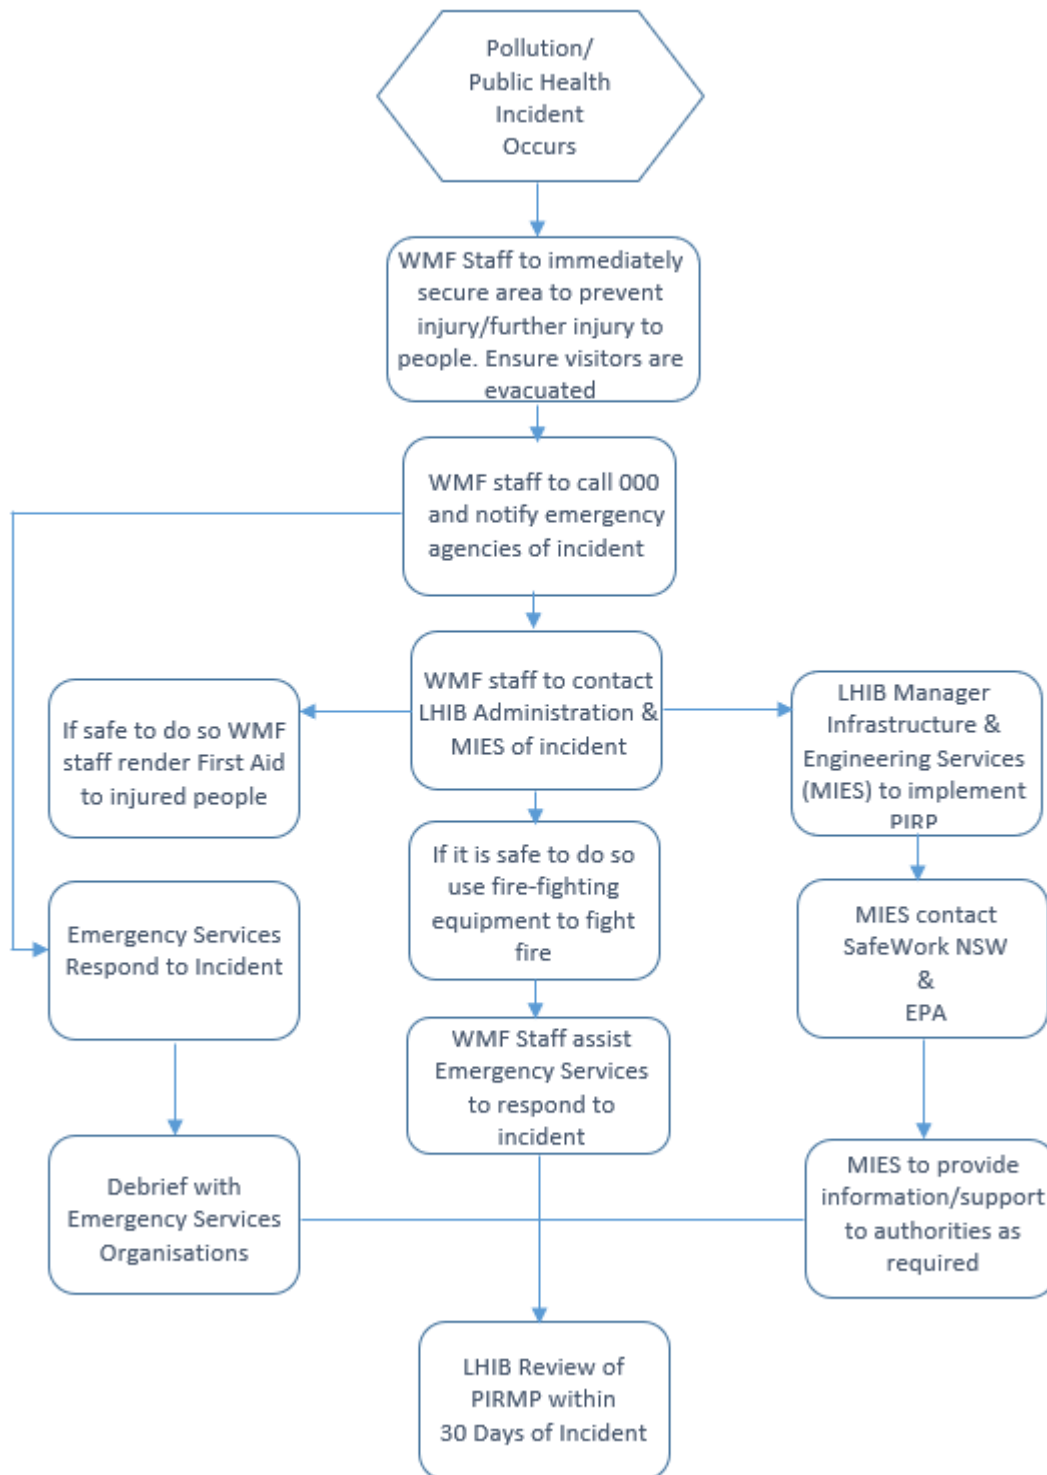 Pollution/
Public Health
Incident
Occurs
WMF Staff to immediately
secure area to prevent
injury/further injury to
people. Ensure visitors are
evacuated
WMF staff to call 000
and notify emergency
agencies of incident
WMF staff to contact
LHIB Administration &
MIES of incident
If safe to do so WMF
staff render First Aid
to injured people
LHIB Manager
Infrastructure &
Engineering Services
(MIES) to implement
PIRP
If it is safe to do so
use fire-fighting
equipment to fight
fire
Emergency Services
Respond to Incident
MIES contact
SafeWork NSW
&
EPA
WMF Staff assist
Emergency Services
to respond to
incident
Debrief with
Emergency Services
Organisations
MIES to provide
information/support
to authorities as
required
LHIB Review of
PIRMP within
30 Days of Incident